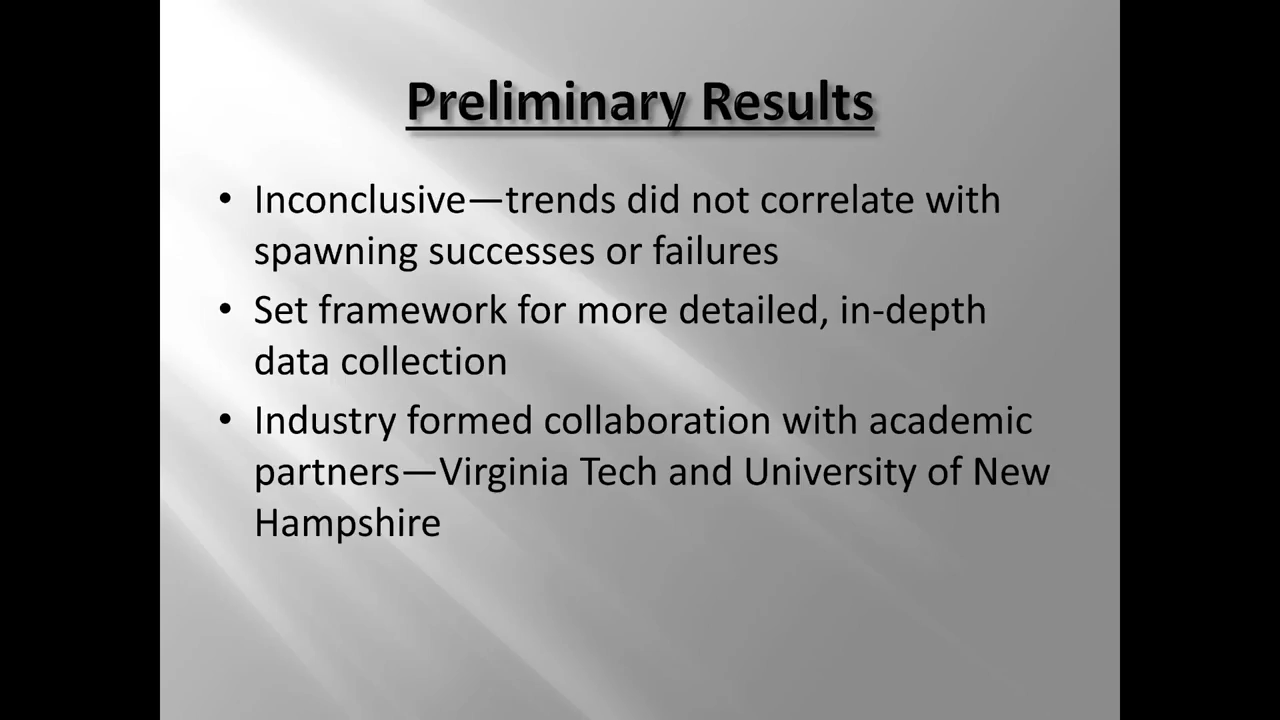 Preliminary Results
• Inconclusive—trends did not correlate with
spawning successes or failures
• Set framework for more detailed, in-depth
data collection
• Industry formed collaboration with academic
partners—Virginia Tech and University of New
Hampshire